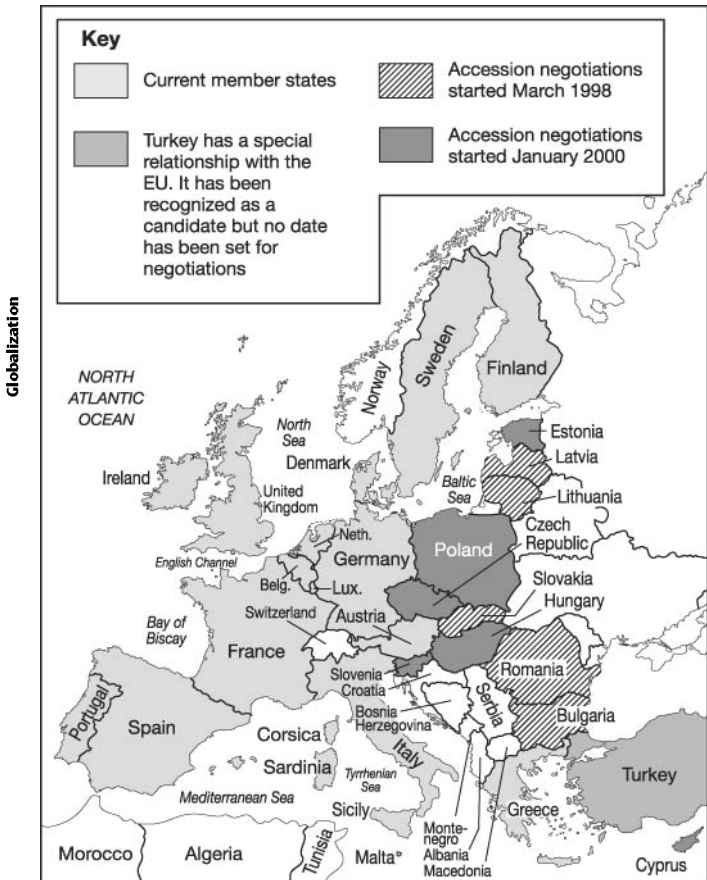 Globalization
Key
Current member states
Turkey has a special
relationship with the
EU. It has been
recognized as a
candidate but no date
has been set for
negotiations
Accession negotiations
started March 1998
Accession negotiations
started January 2000
NORTH
ATLANTIC
OCEAN
Norway
Sweden
Finland
North
Sea
Estonia
Denmark
Latvia
Ireland
Baltic
Sea
United
Kingdom
Lithuania
Neth.
Czech
Republic
English Channel
Germany
Poland
Belg.
Lux.
Slovakia
Switzerland
Hungary
Bay of
Biscay
Austria
France
Slovenia
Romania
Croatia
Serbia
Portugal
Spain
Bosnia
Herzegovina
Bulgaria
Corsica
Italy
Sardinia
Tyrrhenian
Sea
Turkey
Mediterranean Sea
Sicily
Greece
Monte-
negro
Albania
Macedonia
Morocco
Algeria
Tunisia
Malta
Cyprus